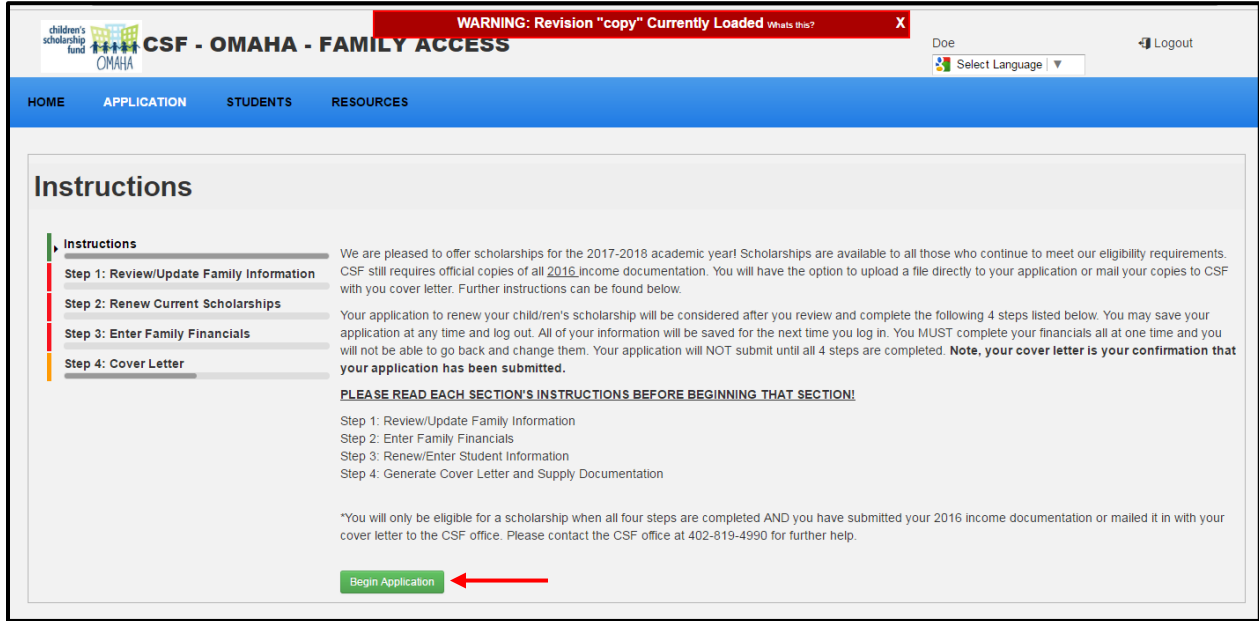 WARNING: Revision "copy" Currently Loaded Whats this? X
children's
scholarship
fund
OMAHA
CSF - OMAHA - FAMILY ACCESS
Doe
Logout
Select Language ▼
HOME APPLICATION STUDENTS RESOURCES
Instructions
Instructions
Step 1: Review/Update Family Information
Step 2: Renew Current Scholarships
Step 3: Enter Family Financials
Step 4: Cover Letter
We are pleased to offer scholarships for the 2017-2018 academic year! Scholarships are available to all those who continue to meet our eligibility requirements.
CSF still requires official copies of all 2016 income documentation. You will have the option to upload a file directly to your application or mail your copies to CSF
with you cover letter. Further instructions can be found below.
Your application to renew your child/ren's scholarship will be considered after you review and complete the following 4 steps listed below. You may save your
application at any time and log out. All of your information will be saved for the next time you log in. You MUST complete your financials all at one time and you
will not be able to go back and change them. Your application will NOT submit until all 4 steps are completed. Note, your cover letter is your confirmation that
your application has been submitted.
PLEASE READ EACH SECTION'S INSTRUCTIONS BEFORE BEGINNING THAT SECTION!
Step 1: Review/Update Family Information
Step 2: Enter Family Financials
Step 3: Renew/Enter Student Information
Step 4: Generate Cover Letter and Supply Documentation
*You will only be eligible for a scholarship when all four steps are completed AND you have submitted your 2016 income documentation or mailed it in with your
cover letter to the CSF office. Please contact the CSF office at 402-819-4990 for further help.
Begin Application